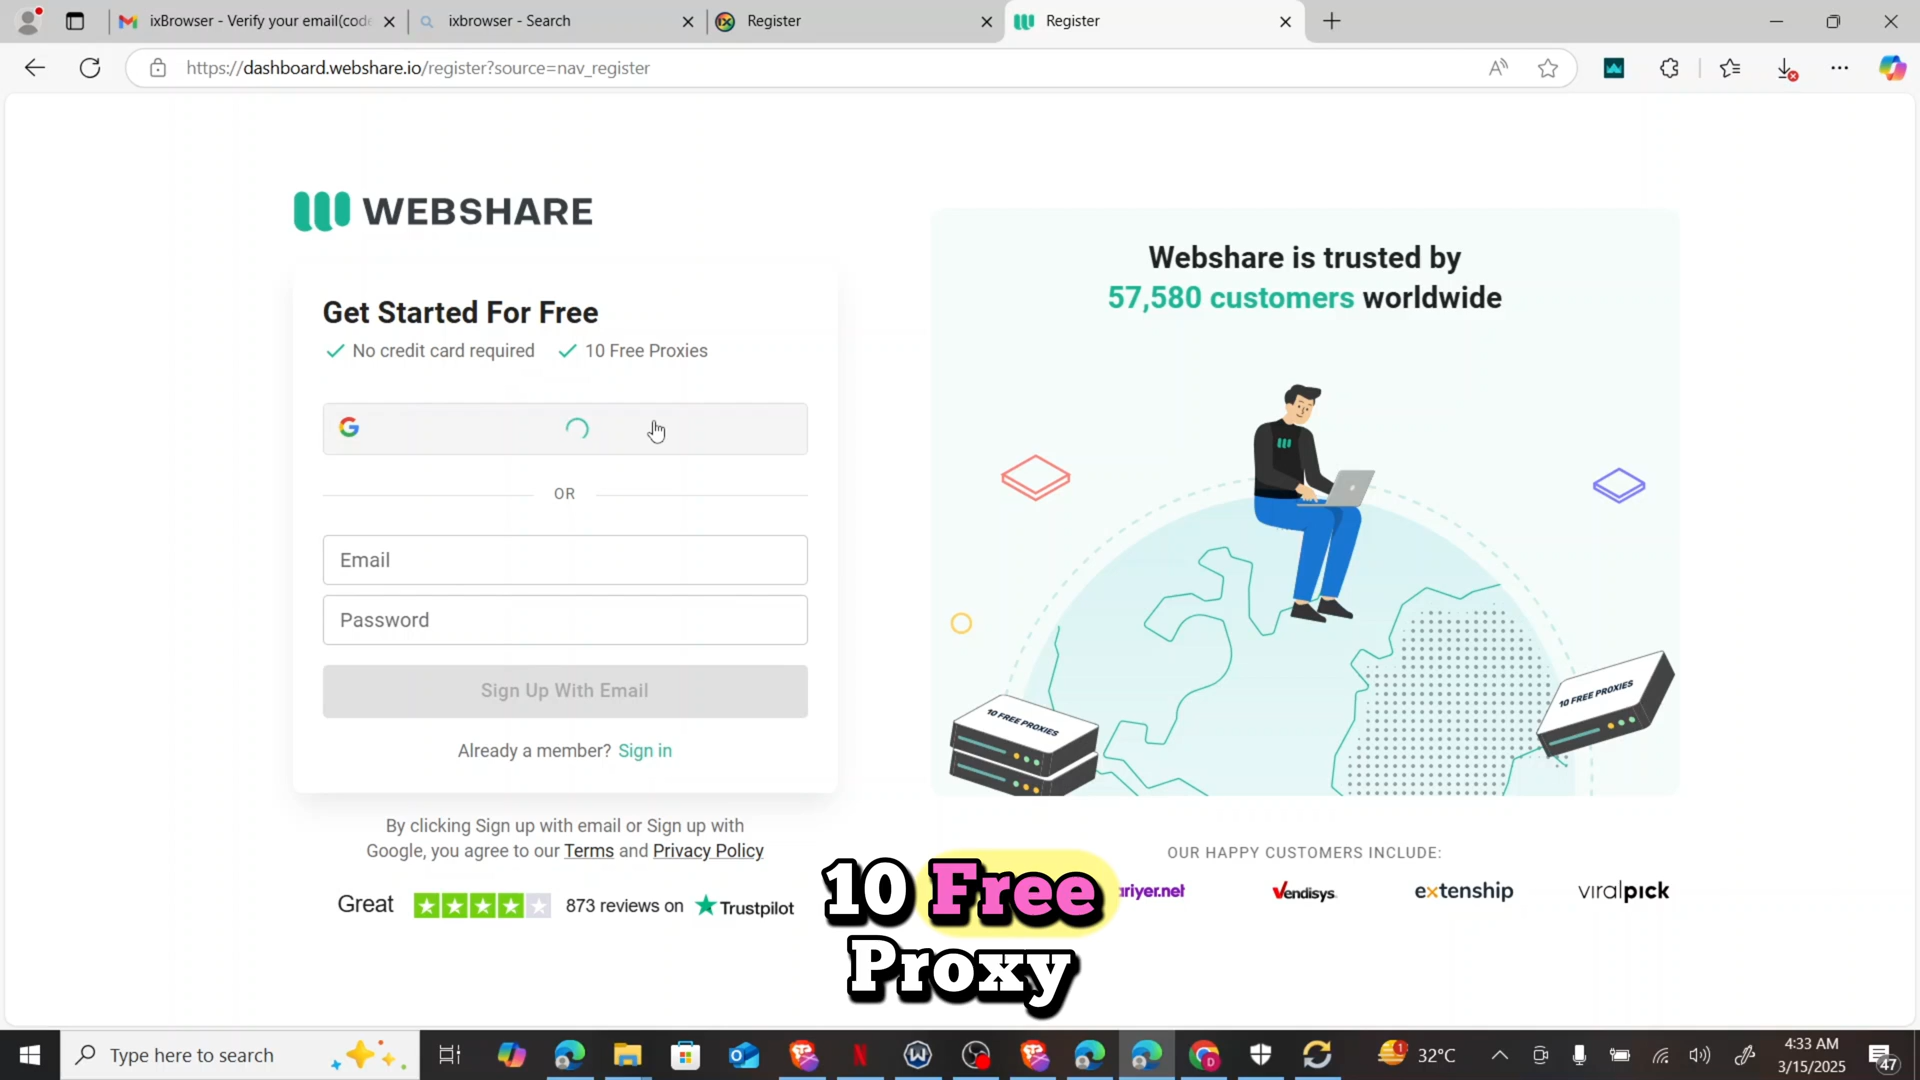 ixBrowser - Verify your email(code
ixbrowser - Search
Register
Register
https://dashboard.webshare.io/register?source=nav_register
WEBSHARE
Get Started For Free
No credit card required
10 Free Proxies
OR
Email
Password
Sign Up With Email
Already a member? Sign in
By clicking Sign up with email or Sign up with
Google, you agree to our Terms and Privacy Policy
Great
873 reviews on
Trustpilot
Webshare is trusted by
57,580 customers worldwide
10 FREE PROXIES
10 FREE PROXIES
OUR HAPPY CUSTOMERS INCLUDE:
ariyer.net
Vendisys
extenship
viralpick
10 Free
Proxy
Type here to search
32°C
4:33 AM
3/15/2025
47